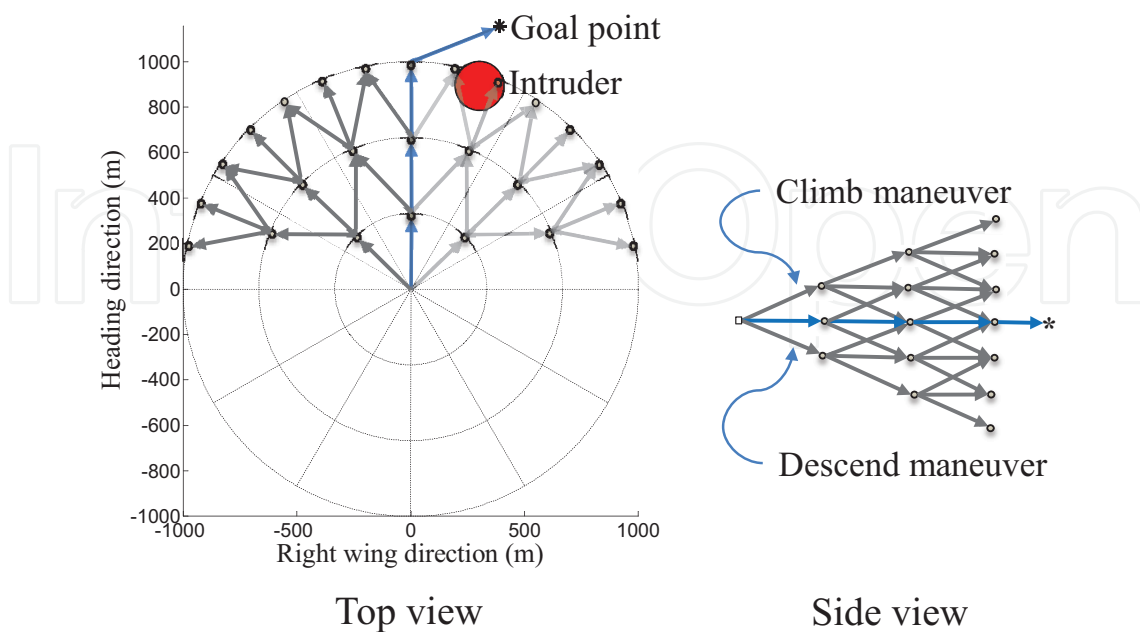 Goal point
Intruder
1000
800
600
400
200
0
-200
-400
-600
-800
-1000
Heading direction (m)
-1000 -500 0 500 1000
Right wing direction (m)
Top view
Climb maneuver
*
Descend maneuver
Side view
InTechOpen